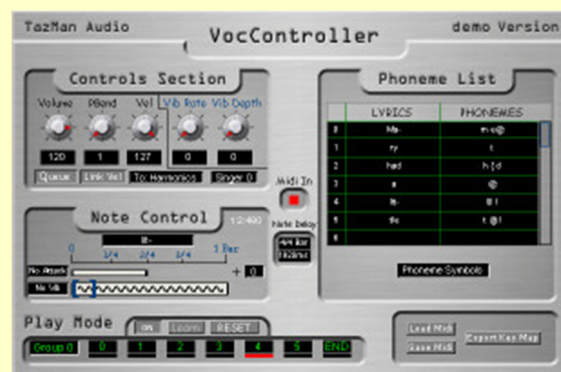 TazMan Audio
demo Version
VocController
Controls Section
Volume PBend Vel Vib Rate Vib Depth
120 1 127 0 0
Queue Link Vel To: Harmonics Singer 0
Midi In
Note Control
Note Delay
4/4 Bar
1920ms
lit-
0 1/4 2/4 3/4 1 Bar
No Attack + 0
No Vib
Phoneme List
LYRICS PHONEMES
0 Ma-
1 ry
2 had h { d
3 a @
4 lit-
5 tle
6
Phoneme Symbols
Play Mode ON Learn RESET
Group 0 0 1 2 3 4 5 END
Load Midi
Save Midi
Export Key Map